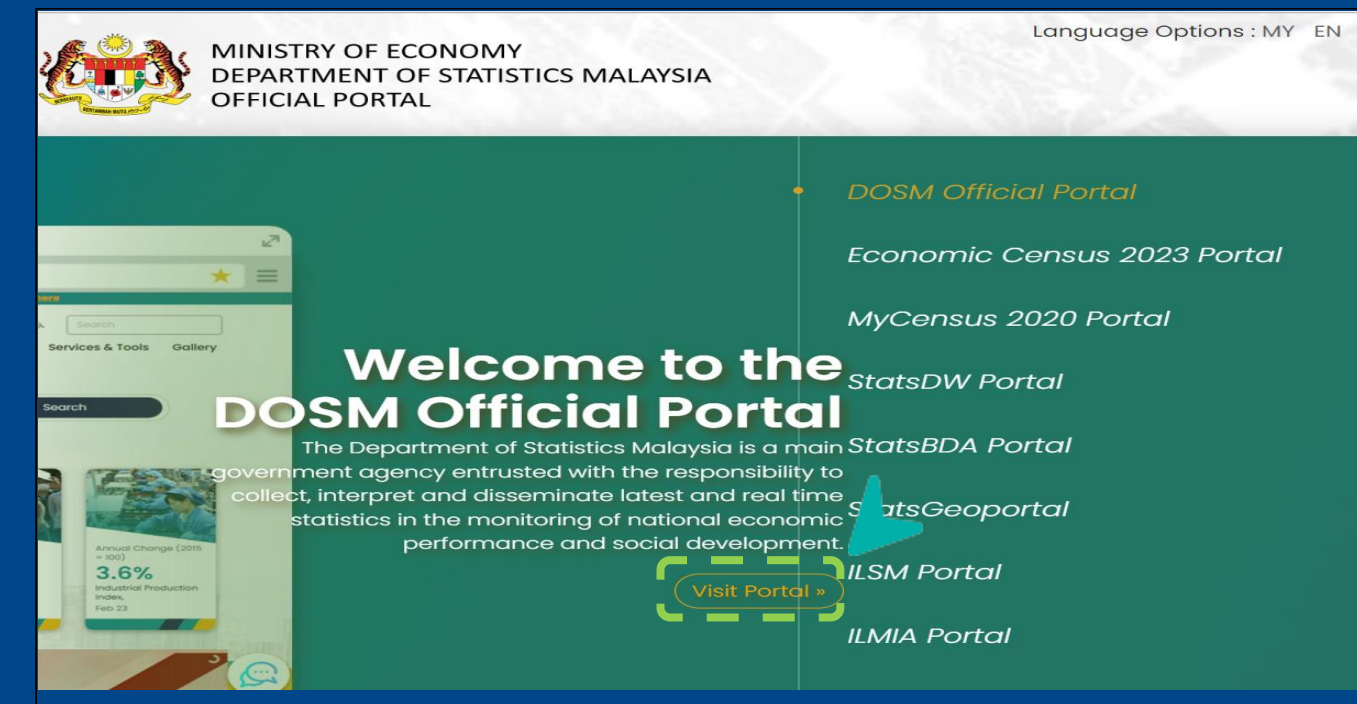 Language Options : MY EN
MINISTRY OF ECONOMY
DEPARTMENT OF STATISTICS MALAYSIA
OFFICIAL PORTAL
DOSM Official Portal
Economic Census 2023 Portal
MyCensus 2020 Portal
StatsDW Portal
StatsBDA Portal
StatsGeoportal
ILSM Portal
ILMIA Portal
here
Search
Services & Tools Gallery
Search
Welcome to the
DOSM Official Portal
The Department of Statistics Malaysia is a main
government agency entrusted with the responsibility to
collect, interpret and disseminate latest and real time
statistics in the monitoring of national economic
performance and social development.
Visit Portal »
Annual Change (2015
= 100)
3.6%
Industrial Production
Index,
Feb 23